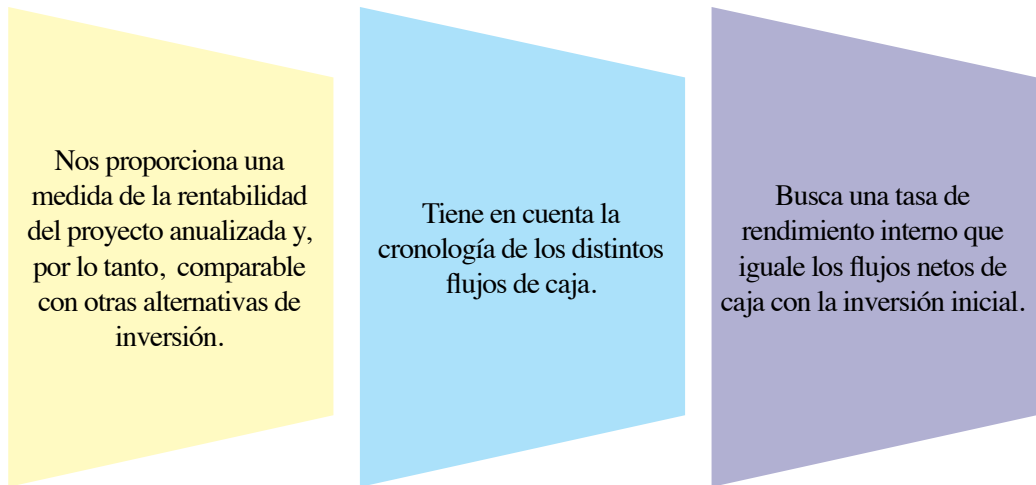 Nos proporciona una
medida de la rentabilidad
del proyecto anualizada y,
por lo tanto, comparable
con otras alternativas de
inversión.
Tiene en cuenta la
cronología de los distintos
flujos de caja.
Busca una tasa de
rendimiento interno que
iguale los flujos netos de
caja con la inversión inicial.